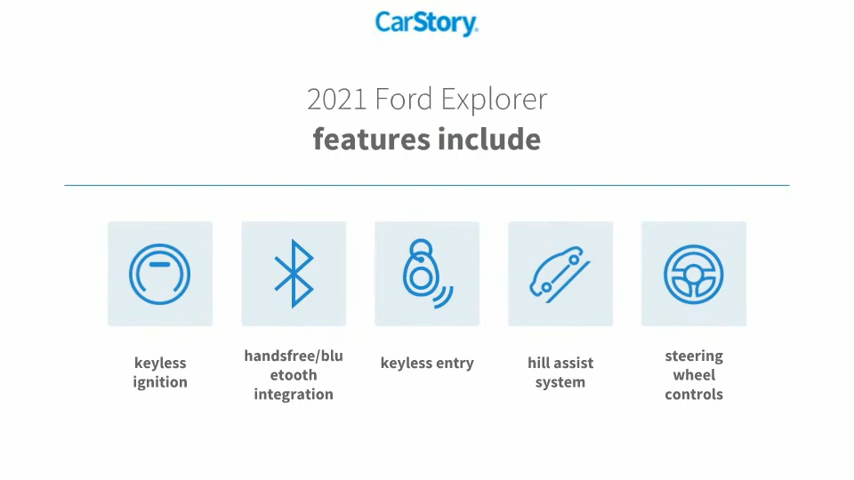 CarStory
2021 Ford Explorer
features include
keyless
ignition
handsfree/blu
etooth
integration
keyless entry
hill assist
system
steering
wheel
controls